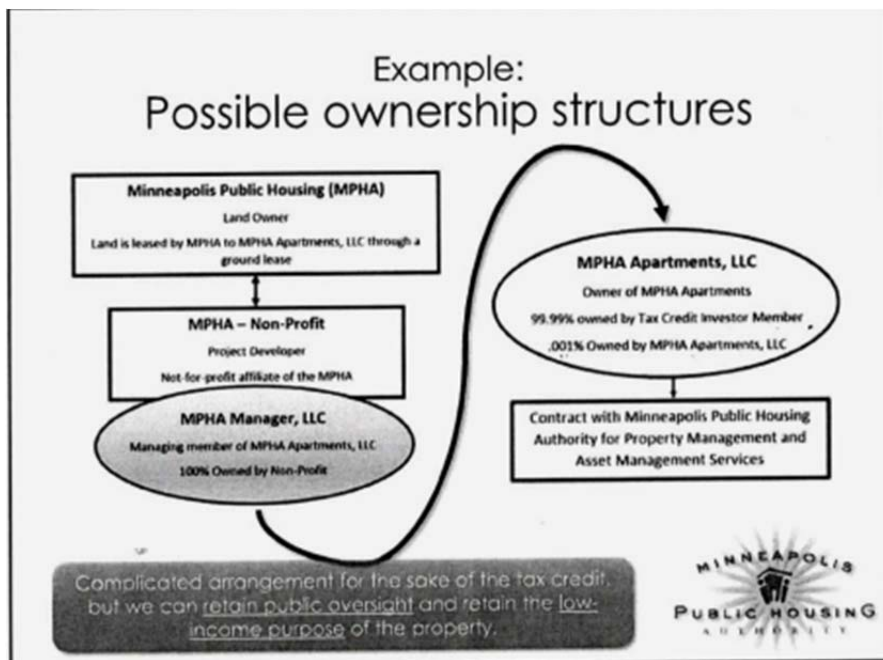 Example:
Possible ownership structures
Minneapolis Public Housing (MPHA)
Land Owner
Land is leased by MPHA to MPHA Apartments, LLC through a
ground lease
MPHA – Non-Profit
Project Developer
Not-for-profit affiliate of the MPHA
MPHA Manager, LLC
Managing member of MPHA Apartments, LLC
100% Owned by Non-Profit
MPHA Apartments, LLC
Owner of MPHA Apartments
99.99% owned by Tax Credit Investor Member
.001% Owned by MPHA Apartments, LLC
Contract with Minneapolis Public Housing
Authority for Property Management and
Asset Management Services
Complicated arrangement for the sake of the tax credit,
but we can retain public oversight and retain the low-
income purpose of the property.
MINNEAPOLIS
PUBLIC HOUSING
AUTHORITY